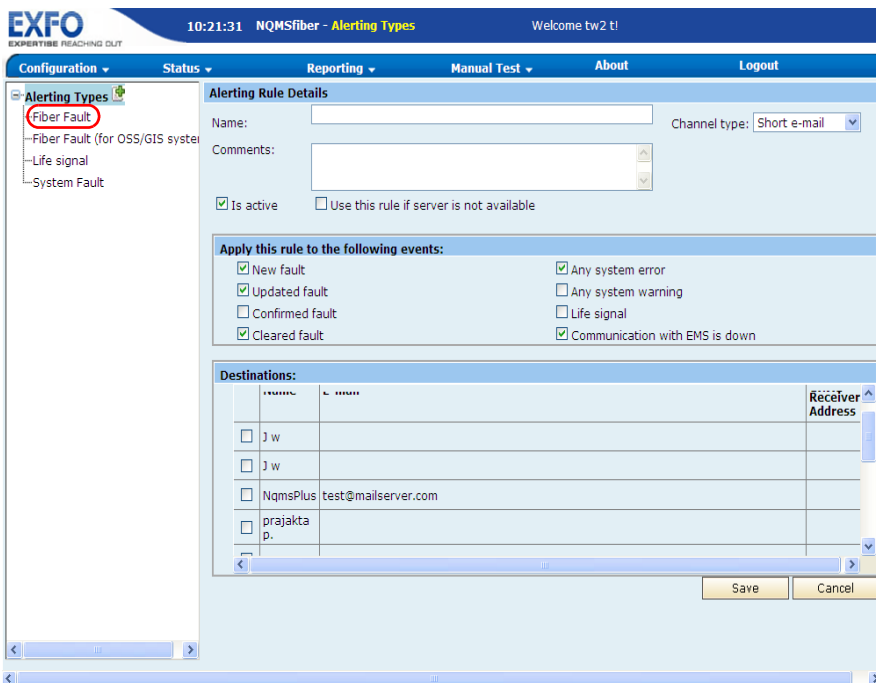 EXFO
EXPERTISE REACHING OUT
10:21:31 NQMSfiber - Alerting Types Welcome tw2 t!
Configuration Status Reporting Manual Test About Logout
Alerting Types
Fiber Fault
Fiber Fault (for OSS/GIS system
Life signal
System Fault
Alerting Rule Details
Name:
Channel type: Short e-mail
Comments:
Is active Use this rule if server is not available
Apply this rule to the following events:
New fault Any system error
Updated fault Any system warning
Confirmed fault Life signal
Cleared fault Communication with EMS is down
Destinations:
Name E-mail Receiver
Address
J w
J w
NqmsPlus test@mailserver.com
prajakta
p.
Save Cancel